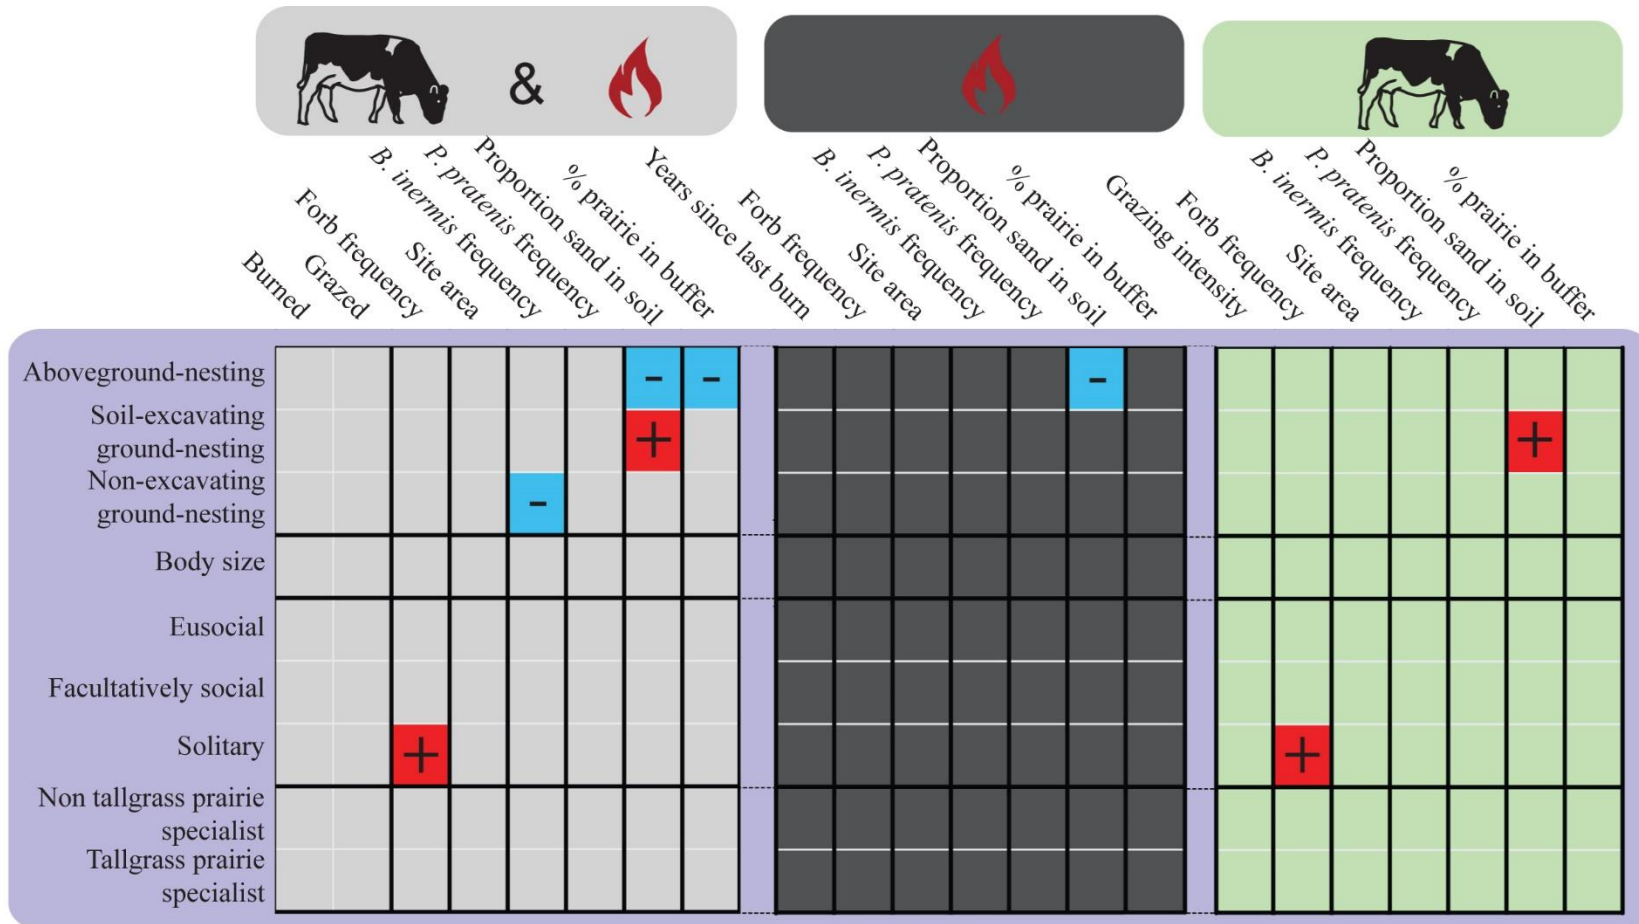 &
Burned
Grazed
Forb frequency
Site area
B. inermis frequency
P. pratenis frequency
Proportion sand in soil
% prairie in buffer
Years since last burn
Forb frequency
Site area
B. inermis frequency
P. pratenis frequency
Proportion sand in soil
% prairie in buffer
Grazing intensity
Forb frequency
Site area
B. inermis frequency
P. pratenis frequency
Proportion sand in soil
% prairie in buffer
Aboveground-nesting
- - -
Soil-excavating
ground-nesting
+ +
Non-excavating
ground-nesting
-
Body size
Eusocial
Facultatively social
Solitary
+ +
Non tallgrass prairie
specialist
Tallgrass prairie
specialist